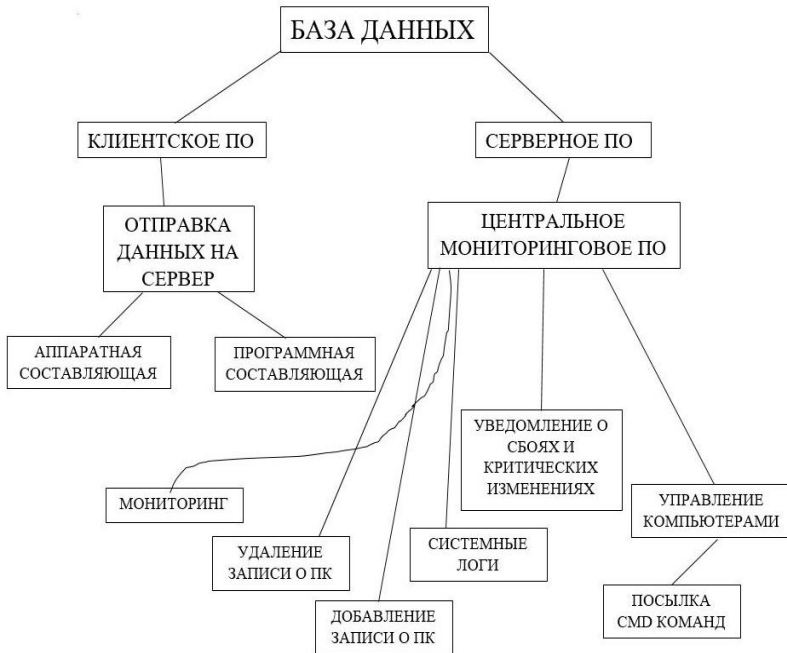 БАЗА ДАННЫХ
КЛИЕНТСКОЕ ПО
СЕРВЕРНОЕ ПО
ОТПРАВКА
ДАННЫХ НА
СЕРВЕР
ЦЕНТРАЛЬНОЕ
МОНИТОРИНГОВОЕ ПО
АППАРАТНАЯ
СОСТАВЛЯЮЩАЯ
ПРОГРАММНАЯ
СОСТАВЛЯЮЩАЯ
МОНИТОРИНГ
УДАЛЕНИЕ
ЗАПИСИ О ПК
ДОБАВЛЕНИЕ
ЗАПИСИ О ПК
СИСТЕМНЫЕ
ЛОГИ
УВЕДОМЛЕНИЕ О
СБОЯХ И
КРИТИЧЕСКИХ
ИЗМЕНЕНИЯХ
УПРАВЛЕНИЕ
КОМПЬЮТЕРАМИ
ПОСЫЛКА
CMD КОМАНД